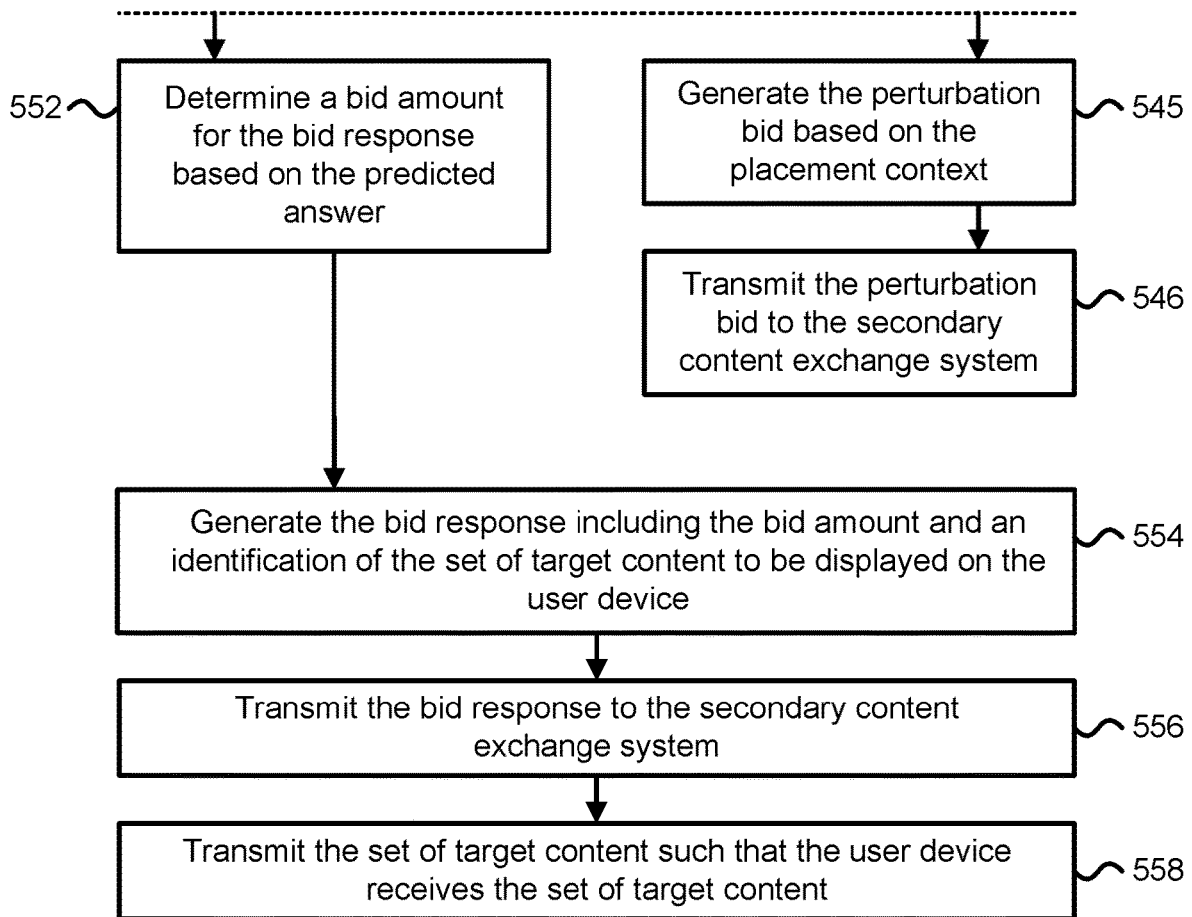 552
Determine a bid amount
for the bid response
based on the predicted
answer
Generate the perturbation
bid based on the
placement context
545
Transmit the perturbation
bid to the secondary
content exchange system
546
Generate the bid response including the bid amount and an
identification of the set of target content to be displayed on the
user device
554
Transmit the bid response to the secondary content
exchange system
556
Transmit the set of target content such that the user device
receives the set of target content
558